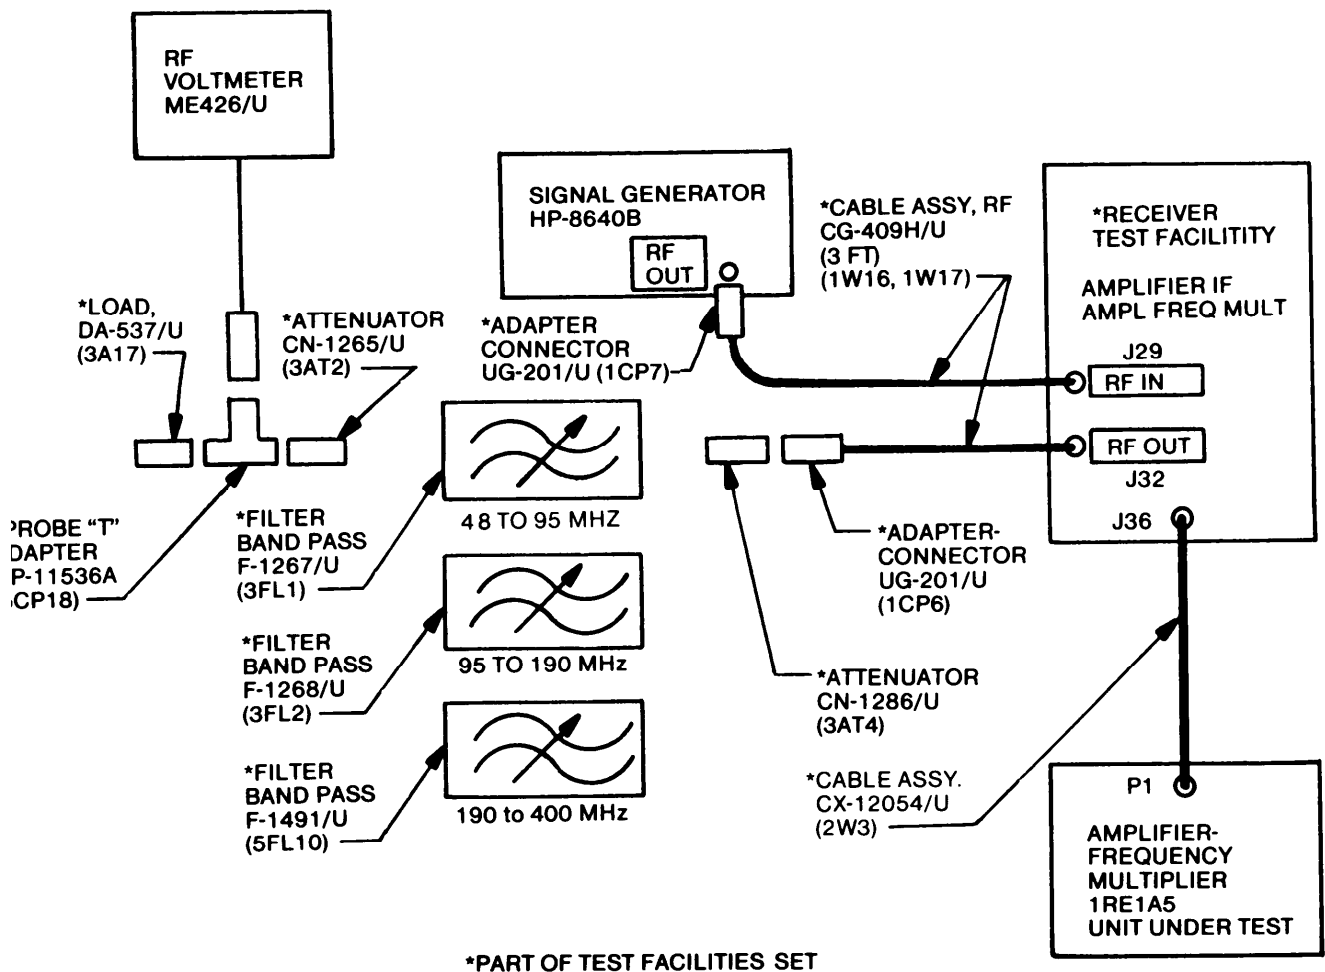 RF
VOLTMETER
ME426/U
SIGNAL GENERATOR
HP-8640B
RF
OUT
*CABLE ASSY, RF
CG-409H/U
(3 FT)
(1W16, 1W17)
*RECEIVER
TEST FACILITITY
AMPLIFIER IF
AMPL FREQ MULT
J29
RF IN
RF OUT
J32
J36
*LOAD,
DA-537/U
(3A17)
*ATTENUATOR
CN-1265/U
(3AT2)
*ADAPTER
CONNECTOR
UG-201/U (1CP7)
PROBE "T"
DAPTER
P-11536A
CP18)
*FILTER
BAND PASS
F-1267/U
(3FL1)
48 TO 95 MHZ
*FILTER
BAND PASS
F-1268/U
(3FL2)
95 TO 190 MHz
*FILTER
BAND PASS
F-1491/U
(5FL10)
190 to 400 MHz
*ADAPTER-
CONNECTOR
UG-201/U
(1CP6)
*ATTENUATOR
CN-1286/U
(3AT4)
*CABLE ASSY.
CX-12054/U
(2W3)
P1
AMPLIFIER-
FREQUENCY
MULTIPLIER
1RE1A5
UNIT UNDER TEST
*PART OF TEST FACILITIES SET